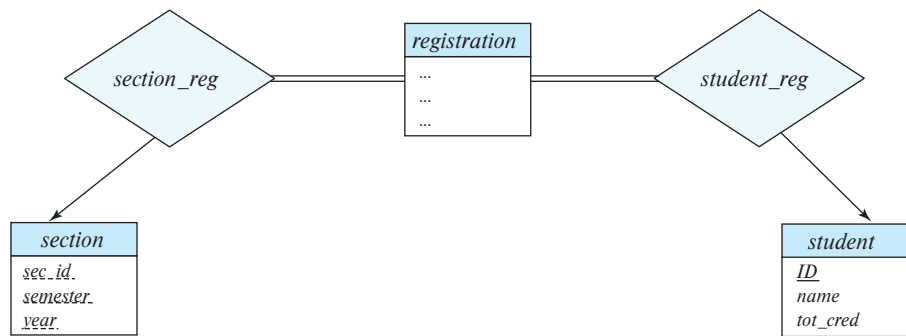 registration
section_reg
student_reg
...
...
...
section
sec_id
semester
year
student
ID
name
tot_cred